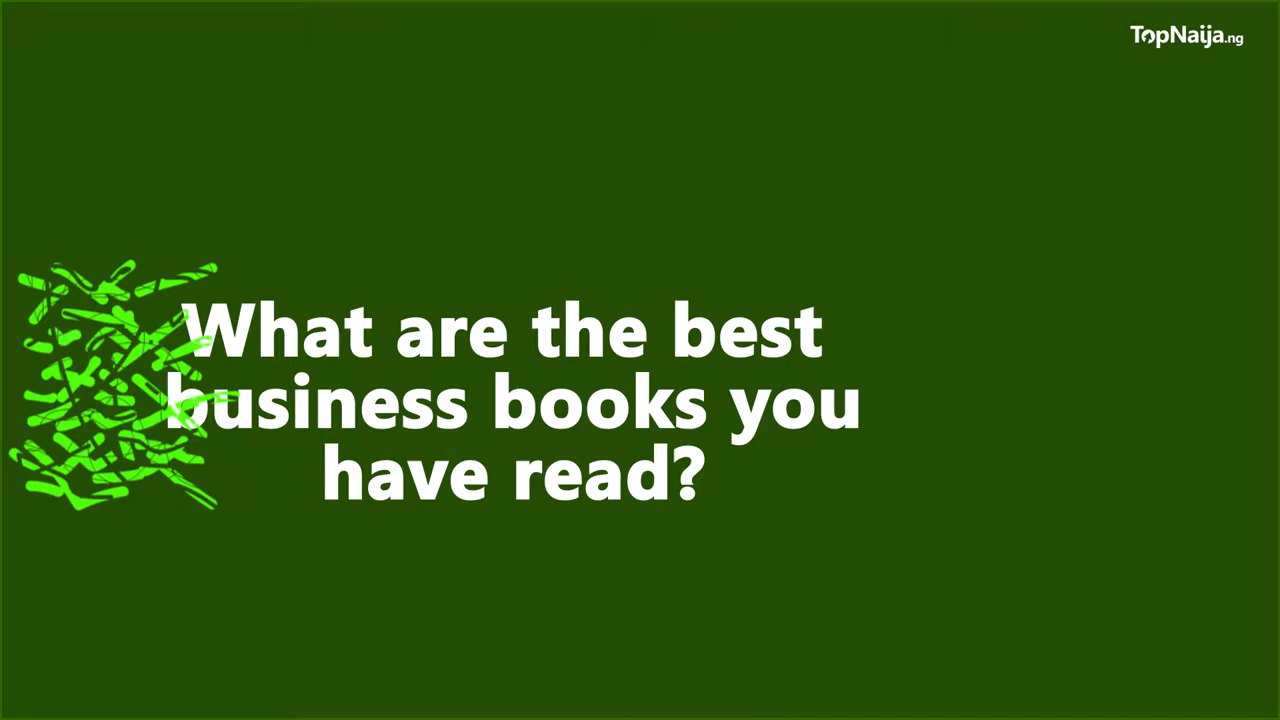 TopNaija.ng
What are the best
business books you
have read?